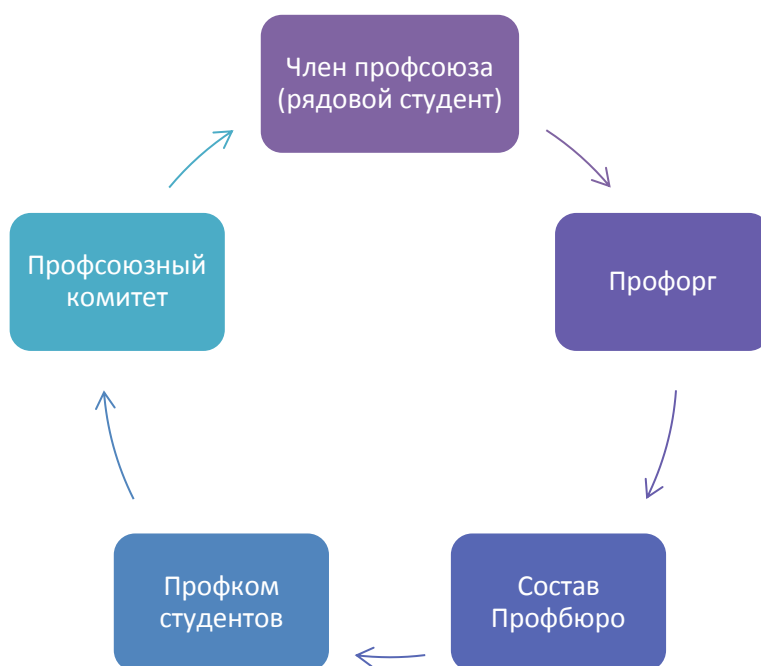 Член профсоюза
(рядовой студент)
Профорг
Состав
Профбюро
Профком
студентов
Профсоюзный
комитет